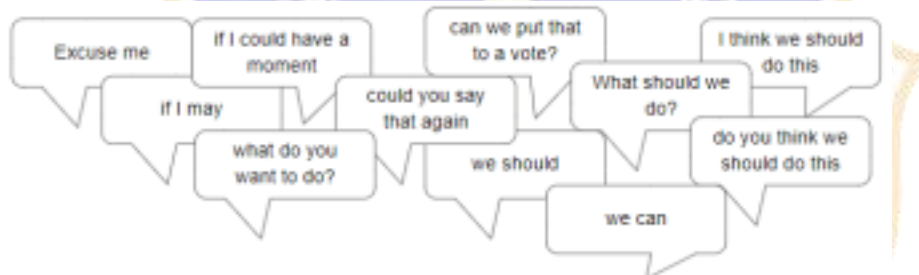 Excuse me
if I could have a
moment
can we put that
to a vote?
I think we should
do this
if I may
could you say
that again
What should we
do?
what do you
want to do?
we should
do you think we
should do this
we can